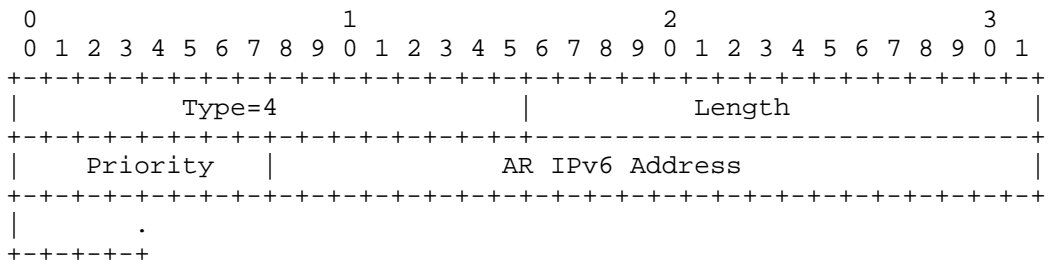 0                   1                   2                   3
 0 1 2 3 4 5 6 7 8 9 0 1 2 3 4 5 6 7 8 9 0 1 2 3 4 5 6 7 8 9 0 1
+-+-+-+-+-+-+-+-+-+-+-+-+-+-+-+-+-+-+-+-+-+-+-+-+-+-+-+-+-+-+-+-+
|          Type=4               |          Length               |
+-+-+-+-+-+-+-+-+-+-+-+-+-+-+-+-+-------------------------------+
|    Priority   |              AR IPv6 Address                  |
+-+-+-+-+-+-+-+-+-+-+-+-+-+-+-+-+-+-+-+-+-+-+-+-+-+-+-+-+-+-+-+-+
|       .
+-+-+-+-+